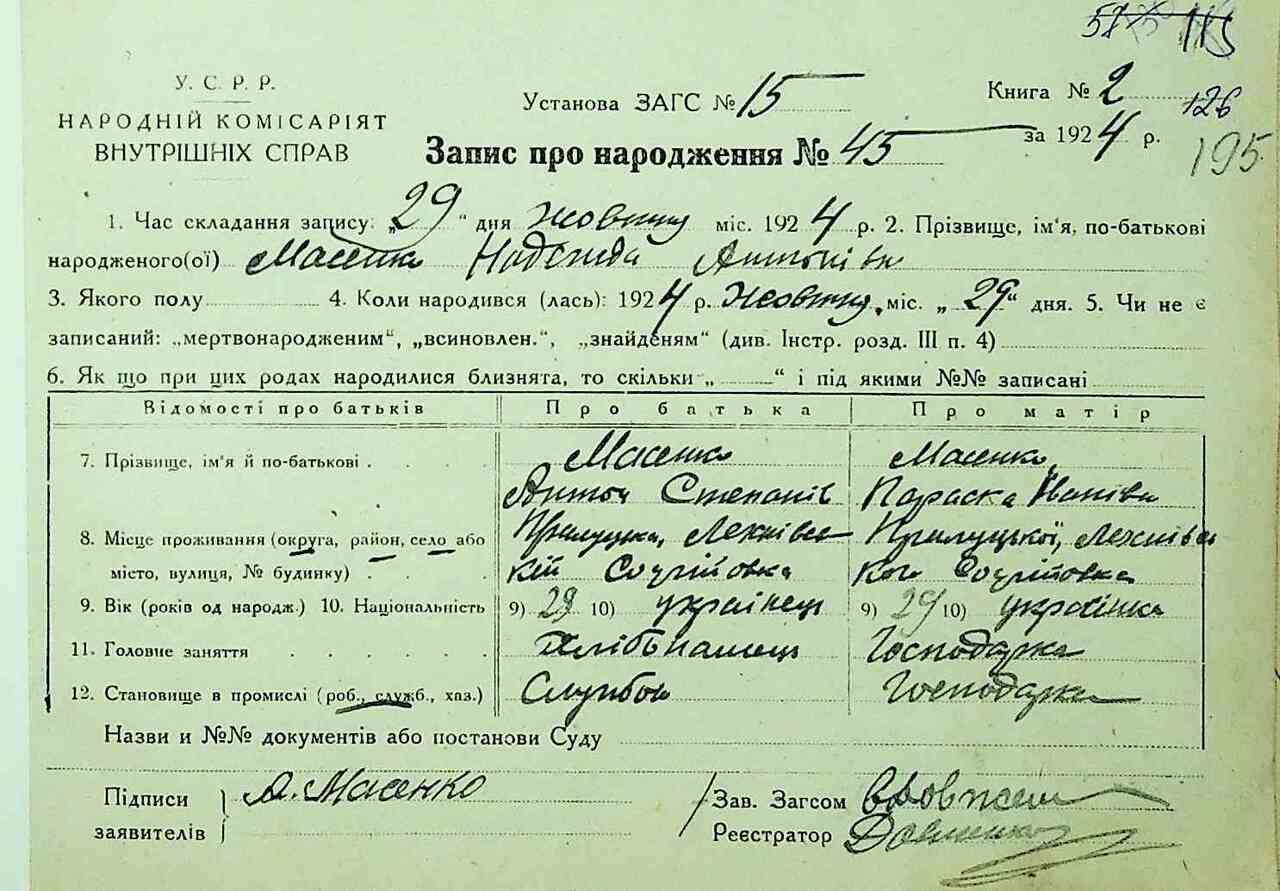 115
У. С. Р. Р.
НАРОДНІЙ КОМІСАРІЯТ
ВНУТРІШНІХ СПРАВ
Установа ЗАГС № 15
Книга № 2
126
за 1924 р.
195
Запис про народження № 45
1. Час складання запису: „29“ дня жовтня міс. 1924 р. 2. Прізвище, ім'я, по-батькові
народженого(ої) Масенко Надежда Антонівна
3. Якого полу 4. Коли народився (лась): 1924 р. жовтня міс. „29“ дня. 5. Чи не є
записаний: „мертвонародженим“, „всиновлен.“, „знайденям“ (див. Інстр. розд. III п. 4)
6. Як що при цих родах народилися близнята, то скільки „ “ і під якими №№ записані
Відомості про батьків Про батька Про матір
7. Прізвище, ім'я й по-батькові Масенко Масенко
Антон Степанів Параска Іванівна
8. Місце проживання (округа, район, село або Прилуцька, Лехнівсь Прилуцької, Лехнівсь
місто, вулиця, № будинку) кий Софіївка кого Софіївка
9. Вік (років од народж.) 10. Національність 9) 29 10) українець 9) 29 10) українка
11. Головне заняття Господарка
12. Становище в промислі (роб., служб., хаз.) Службов Господарка
Назви и №№ документів або постанови Суду
Підписи А. Масенко Зав. Загсом
заявителів Реєстратор